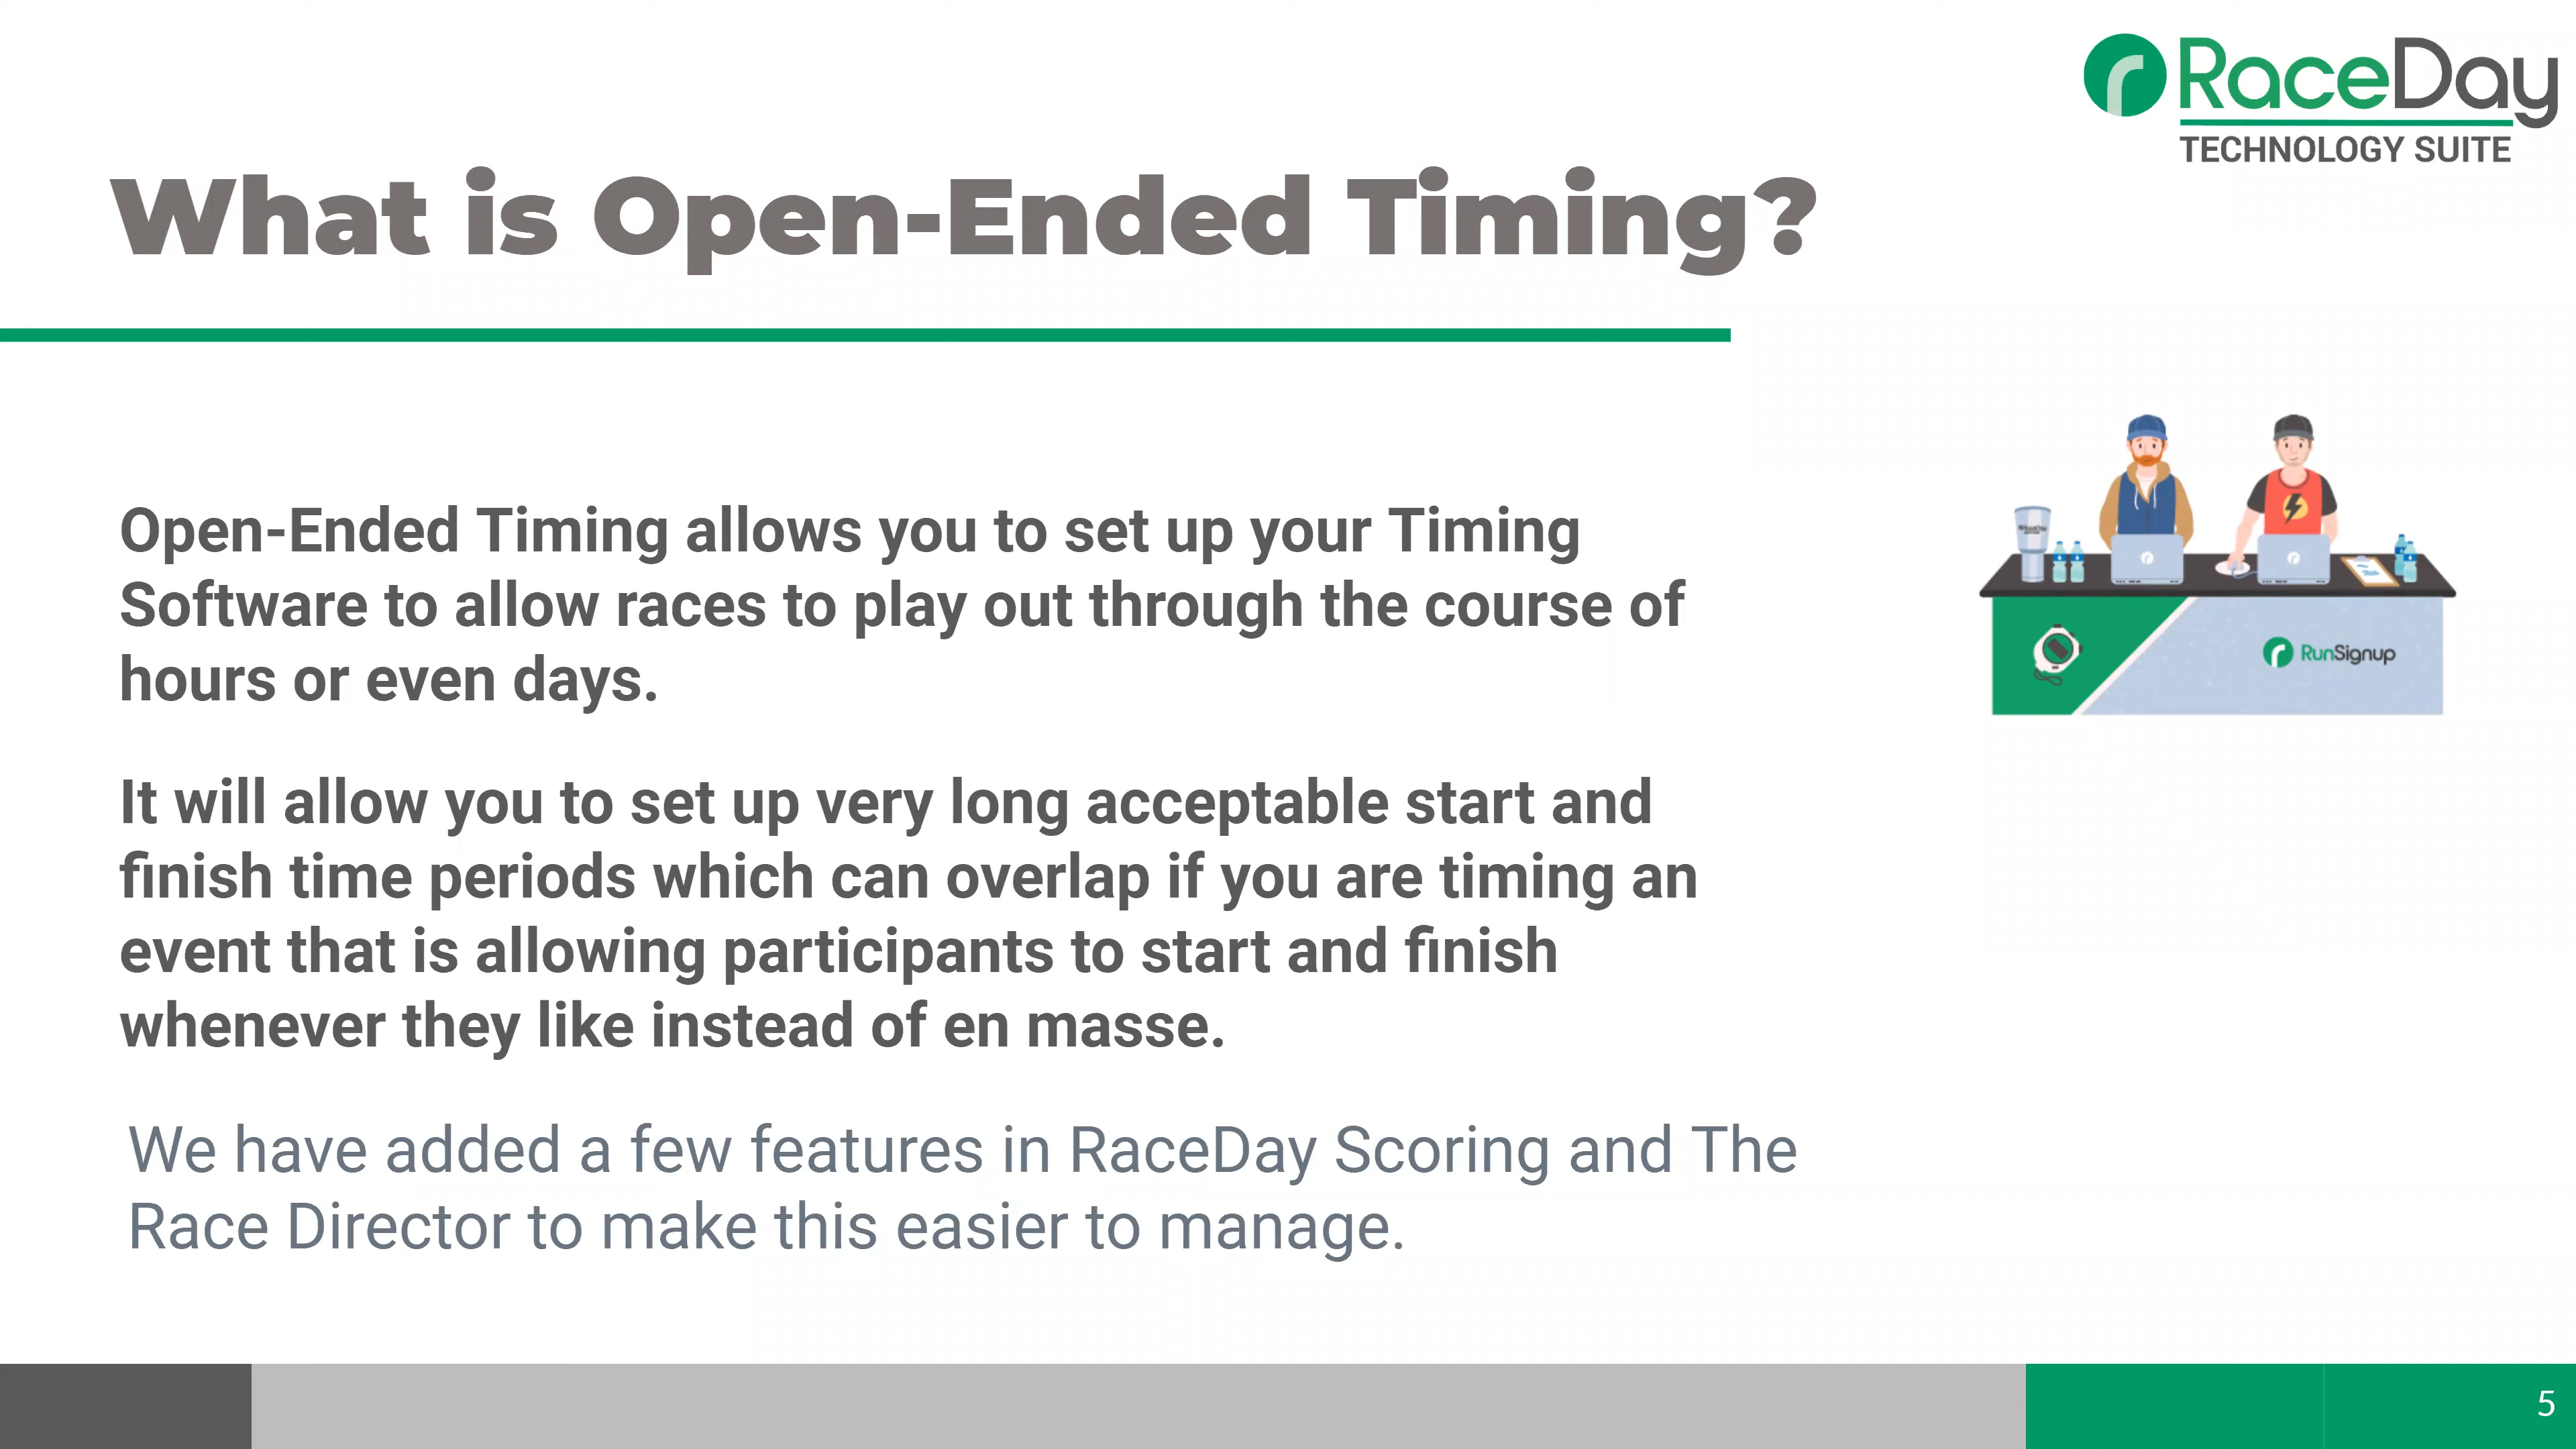 RaceDay
TECHNOLOGY SUITE
What is Open-Ended Timing?
Open-Ended Timing allows you to set up your Timing
Software to allow races to play out through the course of
hours or even days.
It will allow you to set up very long acceptable start and
finish time periods which can overlap if you are timing an
event that is allowing participants to start and finish
whenever they like instead of en masse.
We have added a few features in RaceDay Scoring and The
Race Director to make this easier to manage.
RunSignup
5